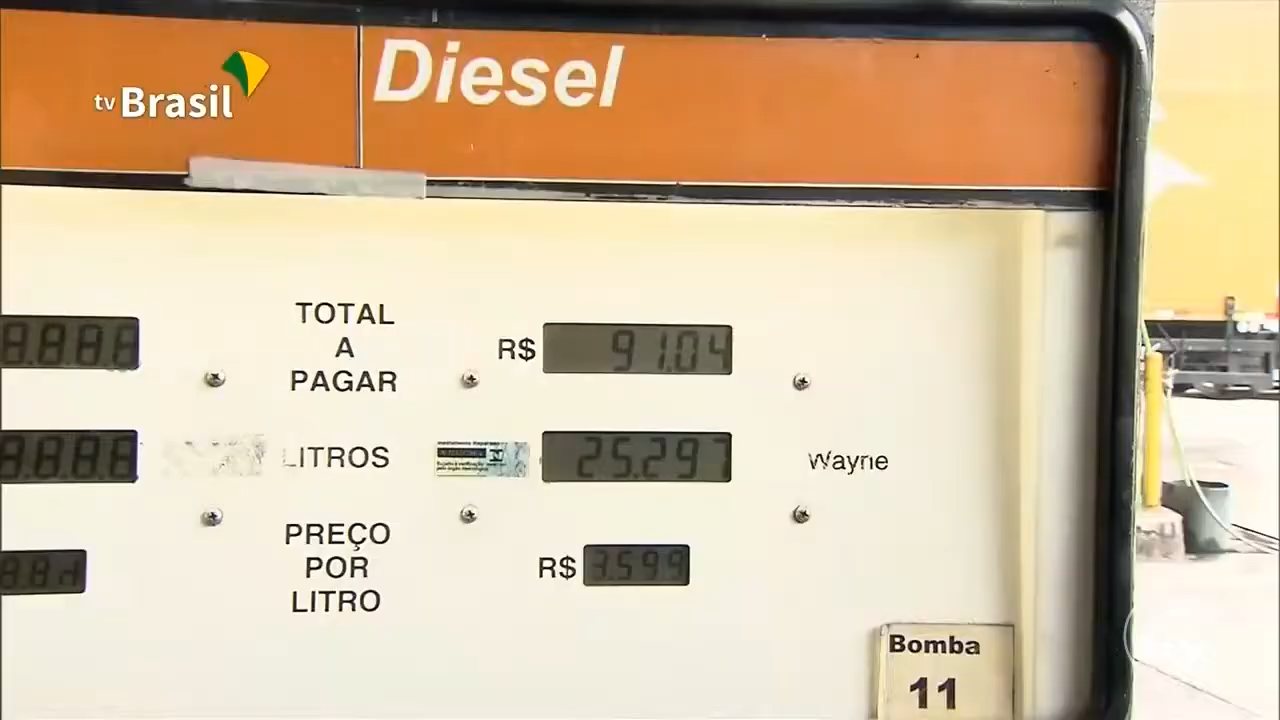 tv Brasil
Diesel
TOTAL
A
PAGAR
R$ 91.04
LITROS
25.297
Wayne
PREÇO
POR
LITRO
R$ 3.599
Bomba
11